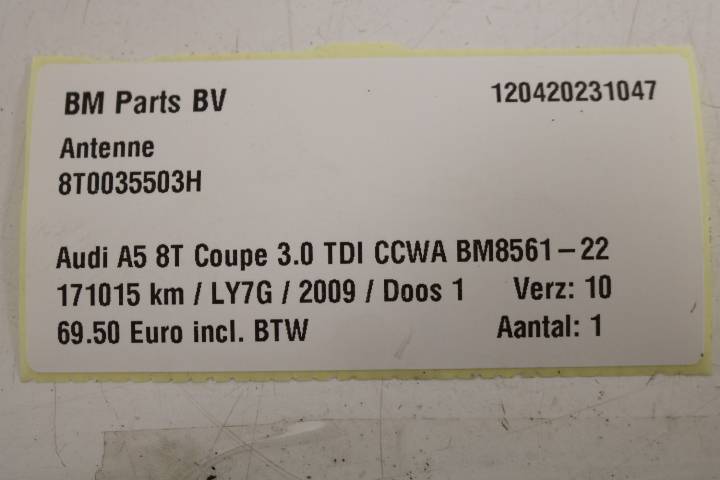 BM Parts BV 120420231047
Antenne
8T0035503H
Audi A5 8T Coupe 3.0 TDI CCWA BM8561-22
171015 km / LY7G / 2009 / Doos 1 Verz: 10
69.50 Euro incl. BTW Aantal: 1